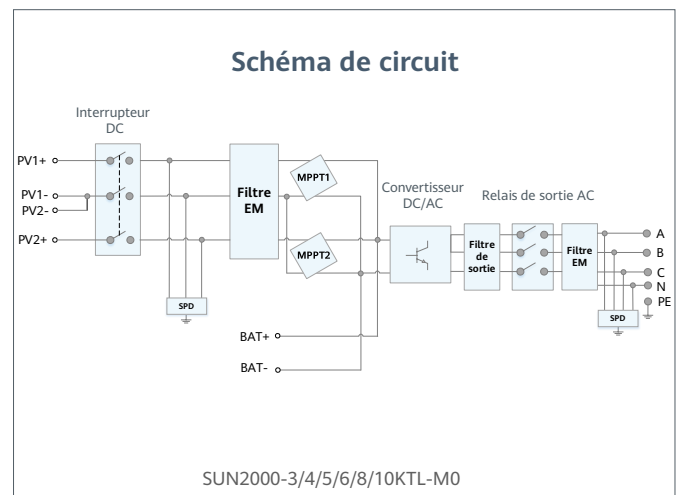 Schéma de circuit
Interrupteur
DC
PV1+
PV1-
PV2-
PV2+
Filtre
EM
MPPT1
MPPT2
SPD
BAT+
BAT-
Convertisseur
DC/AC
Filtre
de
sortie
Relais de sortie AC
Filtre
EM
A
B
C
N
PE
SPD
SUN2000-3/4/5/6/8/10KTL-M0